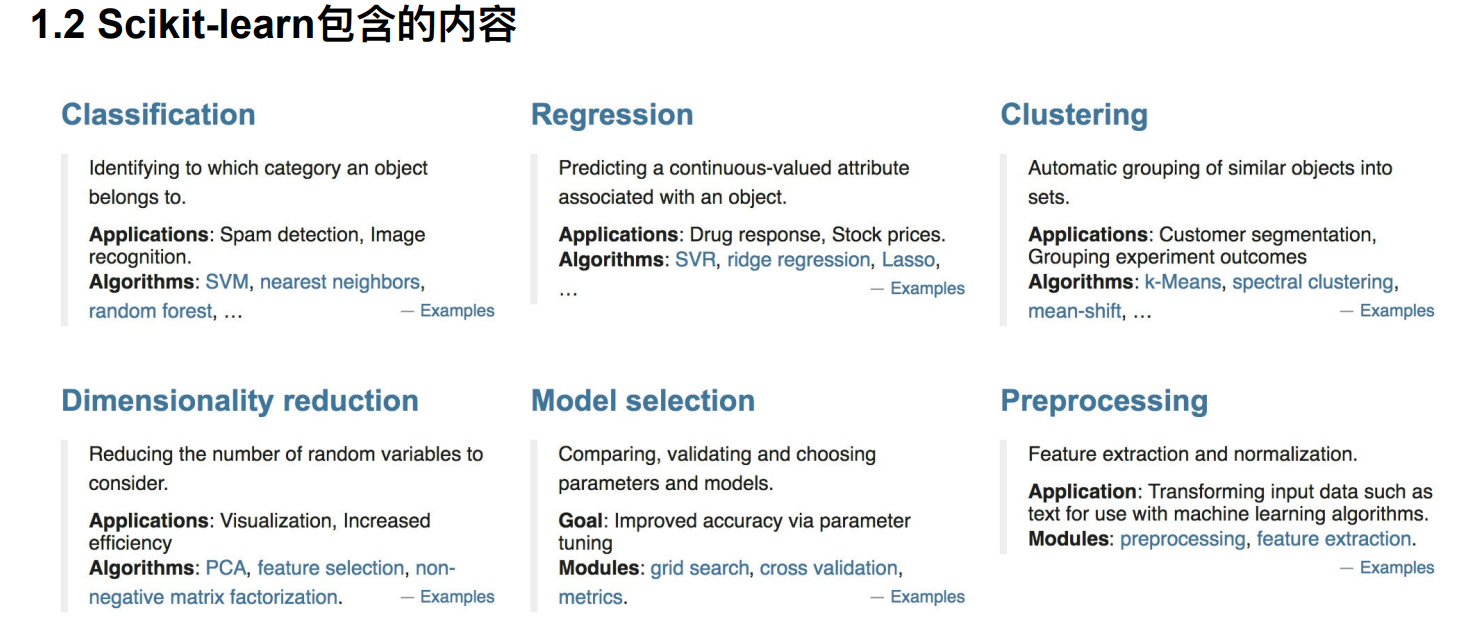 1.2 Scikit-learn包含的内容
Classification
Identifying to which category an object
belongs to.
Applications: Spam detection, Image
recognition.
Algorithms: SVM, nearest neighbors,
random forest, … — Examples
Regression
Predicting a continuous-valued attribute
associated with an object.
Applications: Drug response, Stock prices.
Algorithms: SVR, ridge regression, Lasso,
… — Examples
Clustering
Automatic grouping of similar objects into
sets.
Applications: Customer segmentation,
Grouping experiment outcomes
Algorithms: k-Means, spectral clustering,
mean-shift, … — Examples
Dimensionality reduction
Reducing the number of random variables to
consider.
Applications: Visualization, Increased
efficiency
Algorithms: PCA, feature selection, non-
negative matrix factorization. — Examples
Model selection
Comparing, validating and choosing
parameters and models.
Goal: Improved accuracy via parameter
tuning
Modules: grid search, cross validation,
metrics. — Examples
Preprocessing
Feature extraction and normalization.
Application: Transforming input data such as
text for use with machine learning algorithms.
Modules: preprocessing, feature extraction.
— Examples